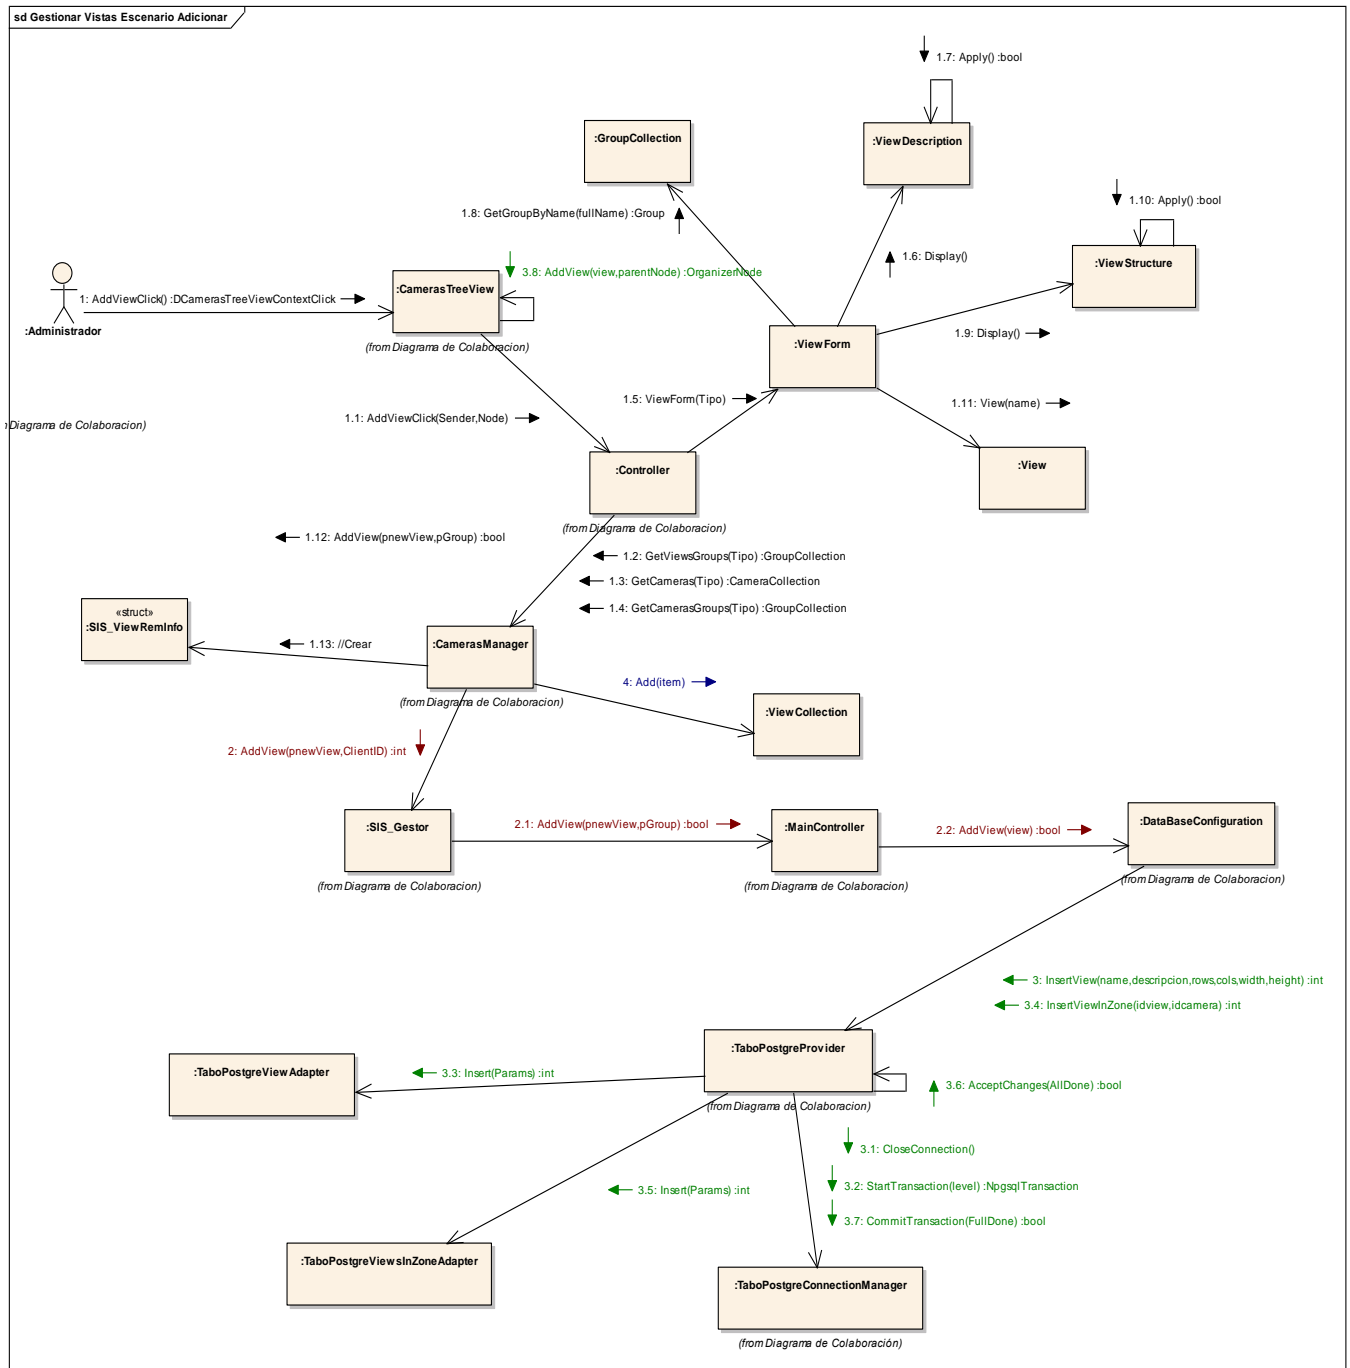 sd Gestionar Vistas Escenario Adicionar
1.7: Apply() :bool
:GroupCollection
:ViewDescription
1.10: Apply() :bool
1.8: GetGroupByName(fullName) :Group
1.6: Display()
:ViewStructure
3.8: AddView(view,parentNode) :OrganizerNode
:CamerasTreeView
1: AddViewClick() :DCamerasTreeViewContextClick
:Administrador
(from Diagrama de Colaboracion)
1.9: Display()
:ViewForm
1.5: ViewForm(Tipo)
1.11: View(name)
1.1: AddViewClick(Sender,Node)
Diagrama de Colaboracion)
:Controller
:View
(from Diagrama de Colaboracion)
1.12: AddView(pnewView,pGroup) :bool
1.2: GetViewsGroups(Tipo) :GroupCollection
1.3: GetCameras(Tipo) :CameraCollection
1.4: GetCamerasGroups(Tipo) :GroupCollection
«struct»
:SIS_ViewRemInfo
1.13: //Crear
:CamerasManager
(from Diagrama de Colaboracion)
4: Add(item)
:ViewCollection
2: AddView(pnewView,ClientID) :int
:SIS_Gestor
2.1: AddView(pnewView,pGroup) :bool
:MainController
2.2: AddView(view) :bool
:DataBaseConfiguration
(from Diagrama de Colaboracion)
(from Diagrama de Colaboracion)
(from Diagrama de Colaboracion)
3: InsertView(name,descripcion,rows,cols,width,height) :int
3.4: InsertViewInZone(idview,idcamera) :int
:TaboPostgreProvider
:TaboPostgreViewAdapter
3.3: Insert(Params) :int
3.6: AcceptChanges(AllDone) :bool
(from Diagrama de Colaboracion)
3.1: CloseConnection()
3.5: Insert(Params) :int
3.2: StartTransaction(level) :NpgsqlTransaction
3.7: CommitTransaction(FullDone) :bool
:TaboPostgreViewsInZoneAdapter
:TaboPostgreConnectionManager
(from Diagrama de Colaboración)